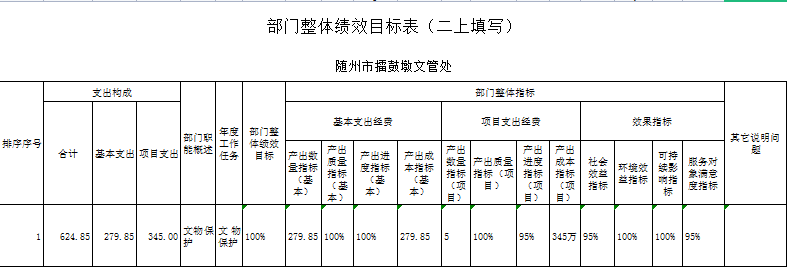 部门整体绩效目标表（二上填写）
随州市擂鼓墩文管处
排序序号
支出构成
合计
基本支出
项目支出
部门职
能概述
年度
工作
任务
部门整
体绩效
目标
部门整体指标
基本支出经费
产出数
量指标
（基
本）
产出
质量
指标
（基
本）
产出进
度指标
（基
本）
产出成
本指标
（基
本）
项目支出经费
产出
数量
指标
（项
目）
产出质量
指标（项
目）
产出
进度
指标
（项
目）
产出成
本指标
（项
目）
效果指标
社会
效益
指标
环境效
益指标
可持
续影
响指
标
服务对
象满意
度指标
其它说明问
题
1
624.85
279.85
345.00
文物保
护
文物
保护
100%
279.85
100%
100%
279.85
5
100%
95%
345万
95%
100%
100%
95%